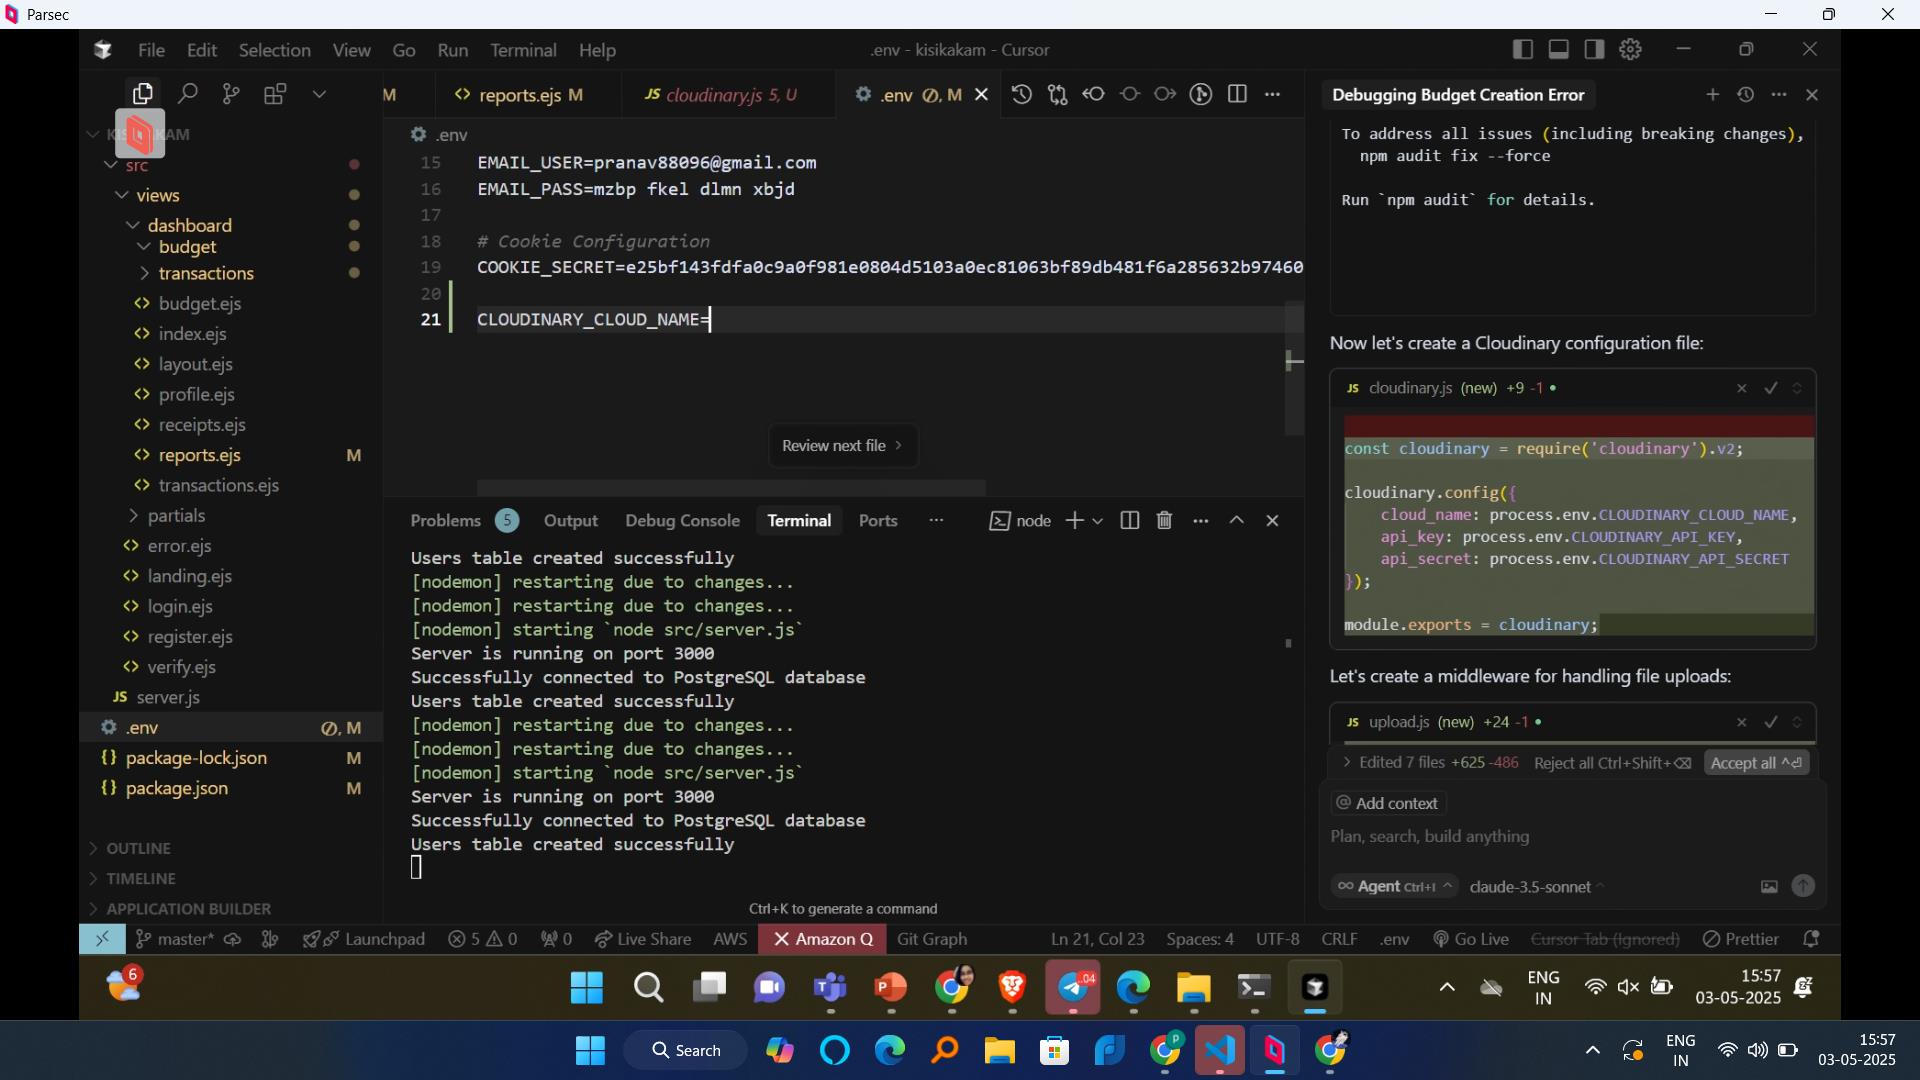 Parsec
File Edit Selection View Go Run Terminal Help
.env - kisikakam - Cursor
M
reports.ejs M
JS cloudinary.js 5, U
.env M
Debugging Budget Creation Error
AM
src
views
dashboard
budget
transactions
budget.ejs
index.ejs
layout.ejs
profile.ejs
receipts.ejs
reports.ejs M
transactions.ejs
partials
error.ejs
landing.ejs
login.ejs
register.ejs
verify.ejs
JS server.js
.env , M
{} package-lock.json M
{} package.json M
OUTLINE
TIMELINE
APPLICATION BUILDER
.env
15 EMAIL_USER=pranav88096@gmail.com
16 EMAIL_PASS=mzbp fkel dlmn xbjd
17
18 # Cookie Configuration
19 COOKIE_SECRET=e25bf143fdfa0c9a0f981e0804d5103a0ec81063bf89db481f6a285632b97460
20
21 CLOUDINARY_CLOUD_NAME=
Review next file >
Problems 5 Output Debug Console Terminal Ports ... node
Users table created successfully
[nodemon] restarting due to changes...
[nodemon] restarting due to changes...
[nodemon] starting `node src/server.js`
Server is running on port 3000
Successfully connected to PostgreSQL database
Users table created successfully
[nodemon] restarting due to changes...
[nodemon] restarting due to changes...
[nodemon] starting `node src/server.js`
Server is running on port 3000
Successfully connected to PostgreSQL database
Users table created successfully
Ctrl+K to generate a command
To address all issues (including breaking changes),
npm audit fix --force
Run `npm audit` for details.
Now let's create a Cloudinary configuration file:
JS cloudinary.js (new) +9 -1
const cloudinary = require('cloudinary').v2;
cloudinary.config({
cloud_name: process.env.CLOUDINARY_CLOUD_NAME,
api_key: process.env.CLOUDINARY_API_KEY,
api_secret: process.env.CLOUDINARY_API_SECRET
});
module.exports = cloudinary;
Let's create a middleware for handling file uploads:
JS upload.js (new) +24 -1
> Edited 7 files +625 -486 Reject all Ctrl+Shift+⌫ Accept all ^⏎
@ Add context
Plan, search, build anything
∞ Agent Ctrl+I claude-3.5-sonnet
master* Launchpad 5 0 0 Live Share AWS Amazon Q Git Graph
Ln 21, Col 23 Spaces: 4 UTF-8 CRLF .env Go Live Cursor Tab (Ignored) Prettier
6
.04
ENG
IN
15:57
03-05-2025
Search
P
ENG
IN
15:57
03-05-2025